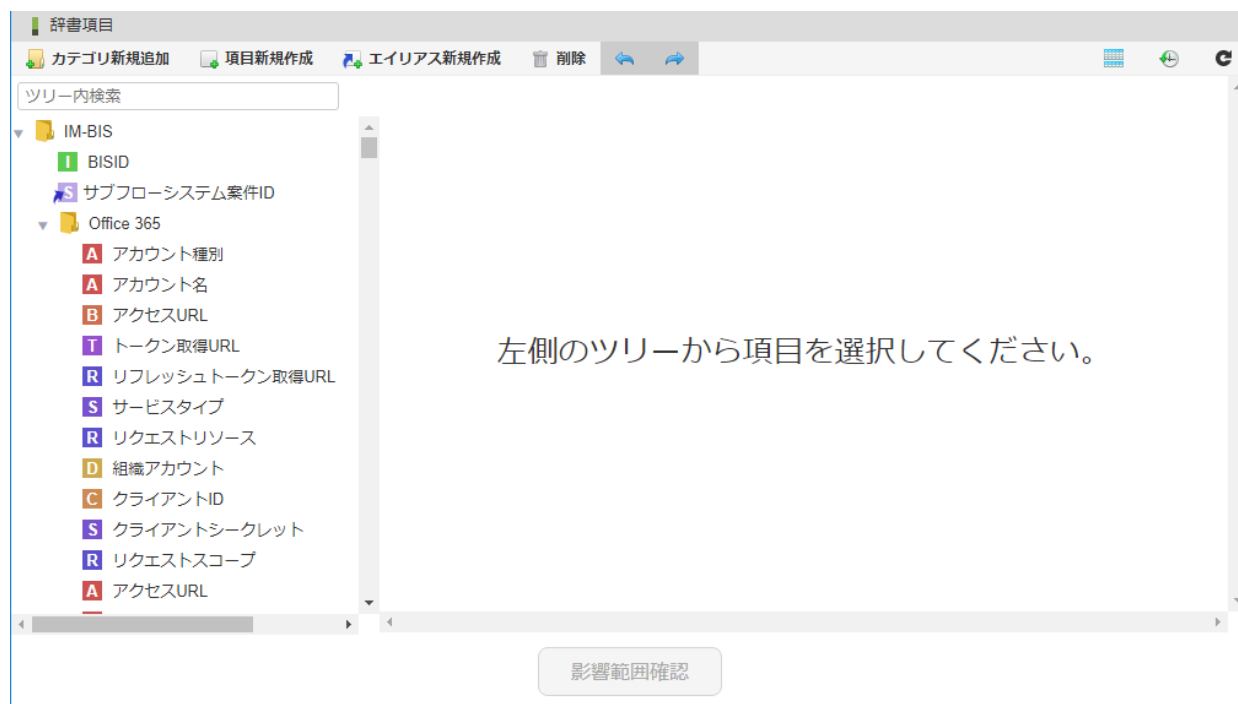 辞書項目
カテゴリ新規追加 項目新規作成 エイリアス新規作成 削除
ツリー内検索
IM-BIS
I BISID
S サブフローシステム案件ID
Office 365
A アカウント種別
A アカウント名
B アクセスURL
T トークン取得URL
R リフレッシュトークン取得URL
S サービスタイプ
R リクエストリソース
D 組織アカウント
C クライアントID
S クライアントシークレット
R リクエストスコープ
A アクセスURL
左側のツリーから項目を選択してください。
影響範囲確認